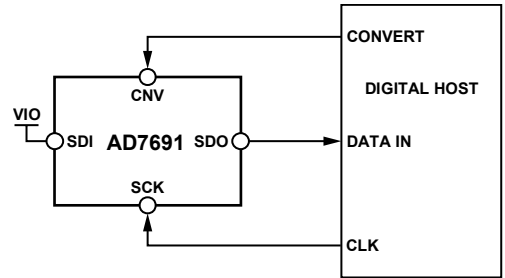 CONVERT
CNV
DIGITAL HOST
VIO
SDI AD7691 SDO
DATA IN
SCK
CLK